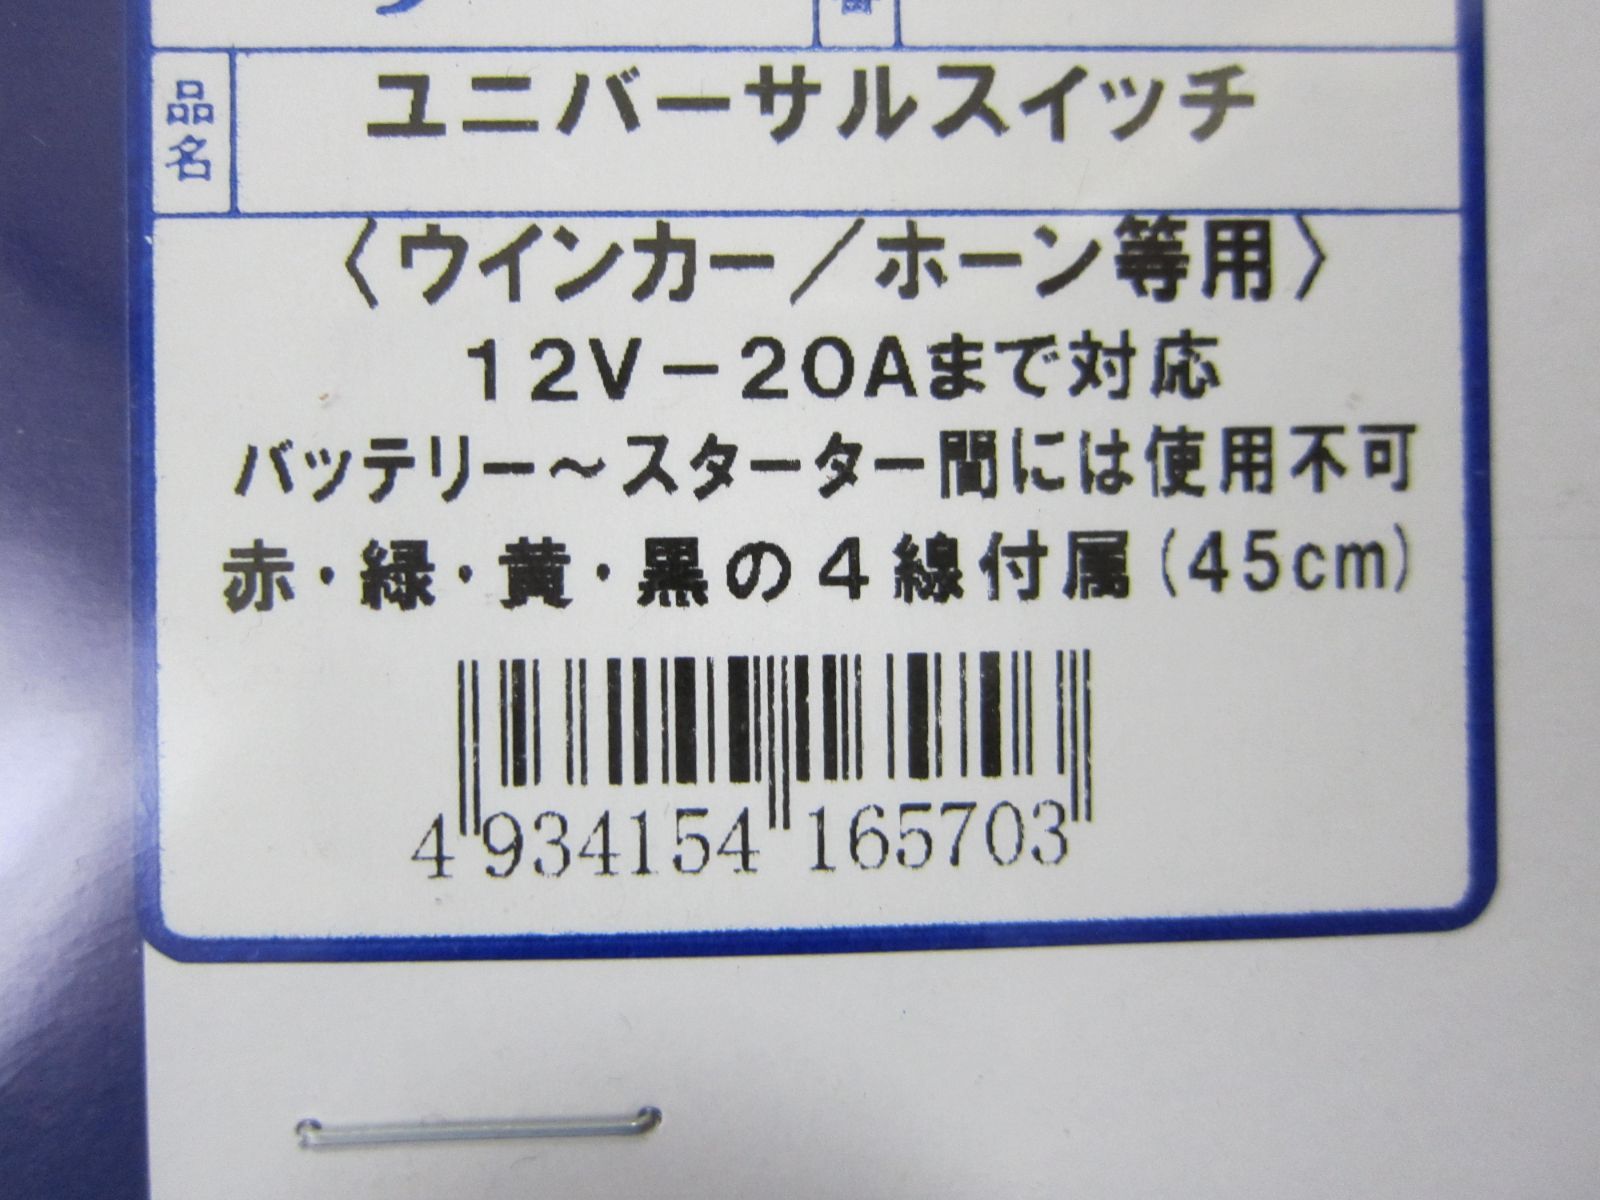 品名
ユニバーサルスイッチ
〈ウインカー／ホーン等用〉
12V－20Aまで対応
バッテリー～スターター間には使用不可
赤・緑・黄・黒の4線付属(45cm)
4 934154 165703